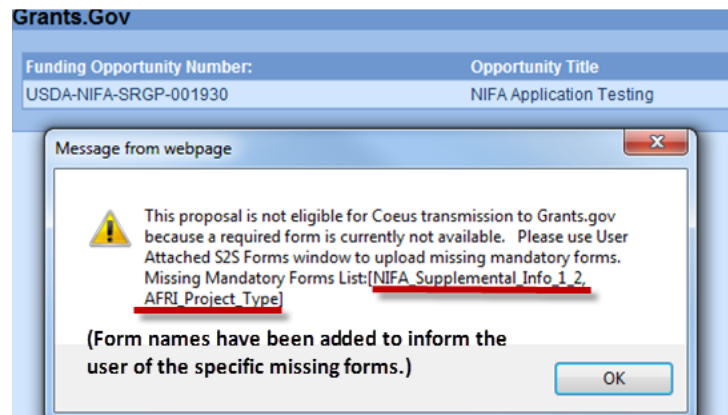 Grants.Gov
Funding Opportunity Number: Opportunity Title
USDA-NIFA-SRGP-001930 NIFA Application Testing
Message from webpage
This proposal is not eligible for Coeus transmission to Grants.gov
because a required form is currently not available. Please use User
Attached S2S Forms window to upload missing mandatory forms.
Missing Mandatory Forms List:[NIFA_Supplemental_Info_1_2,
AFRI_Project_Type]
(Form names have been added to inform the
user of the specific missing forms.)
OK